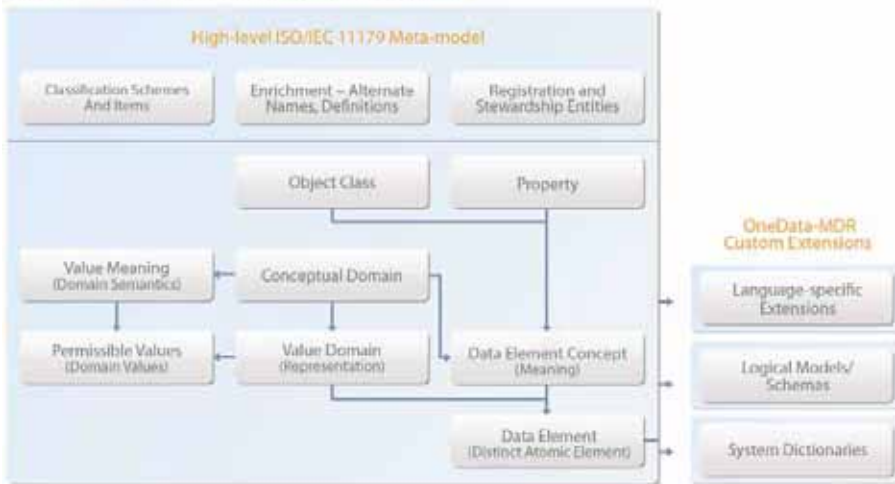 High-level ISO/IEC 11179 Meta-model
Classification Schemes
And Items
Enrichment – Alternate
Names, Definitions
Registration and
Stewardship Entities
Object Class
Property
OneData-MDR
Custom Extensions
Value Meaning
(Domain Semantics)
Conceptual Domain
Language-specific
Extensions
Permissible Values
(Domain Values)
Value Domain
(Representation)
Data Element Concept
(Meaning)
Logical Models/
Schemas
Data Element
(Distinct Atomic Element)
System Dictionaries